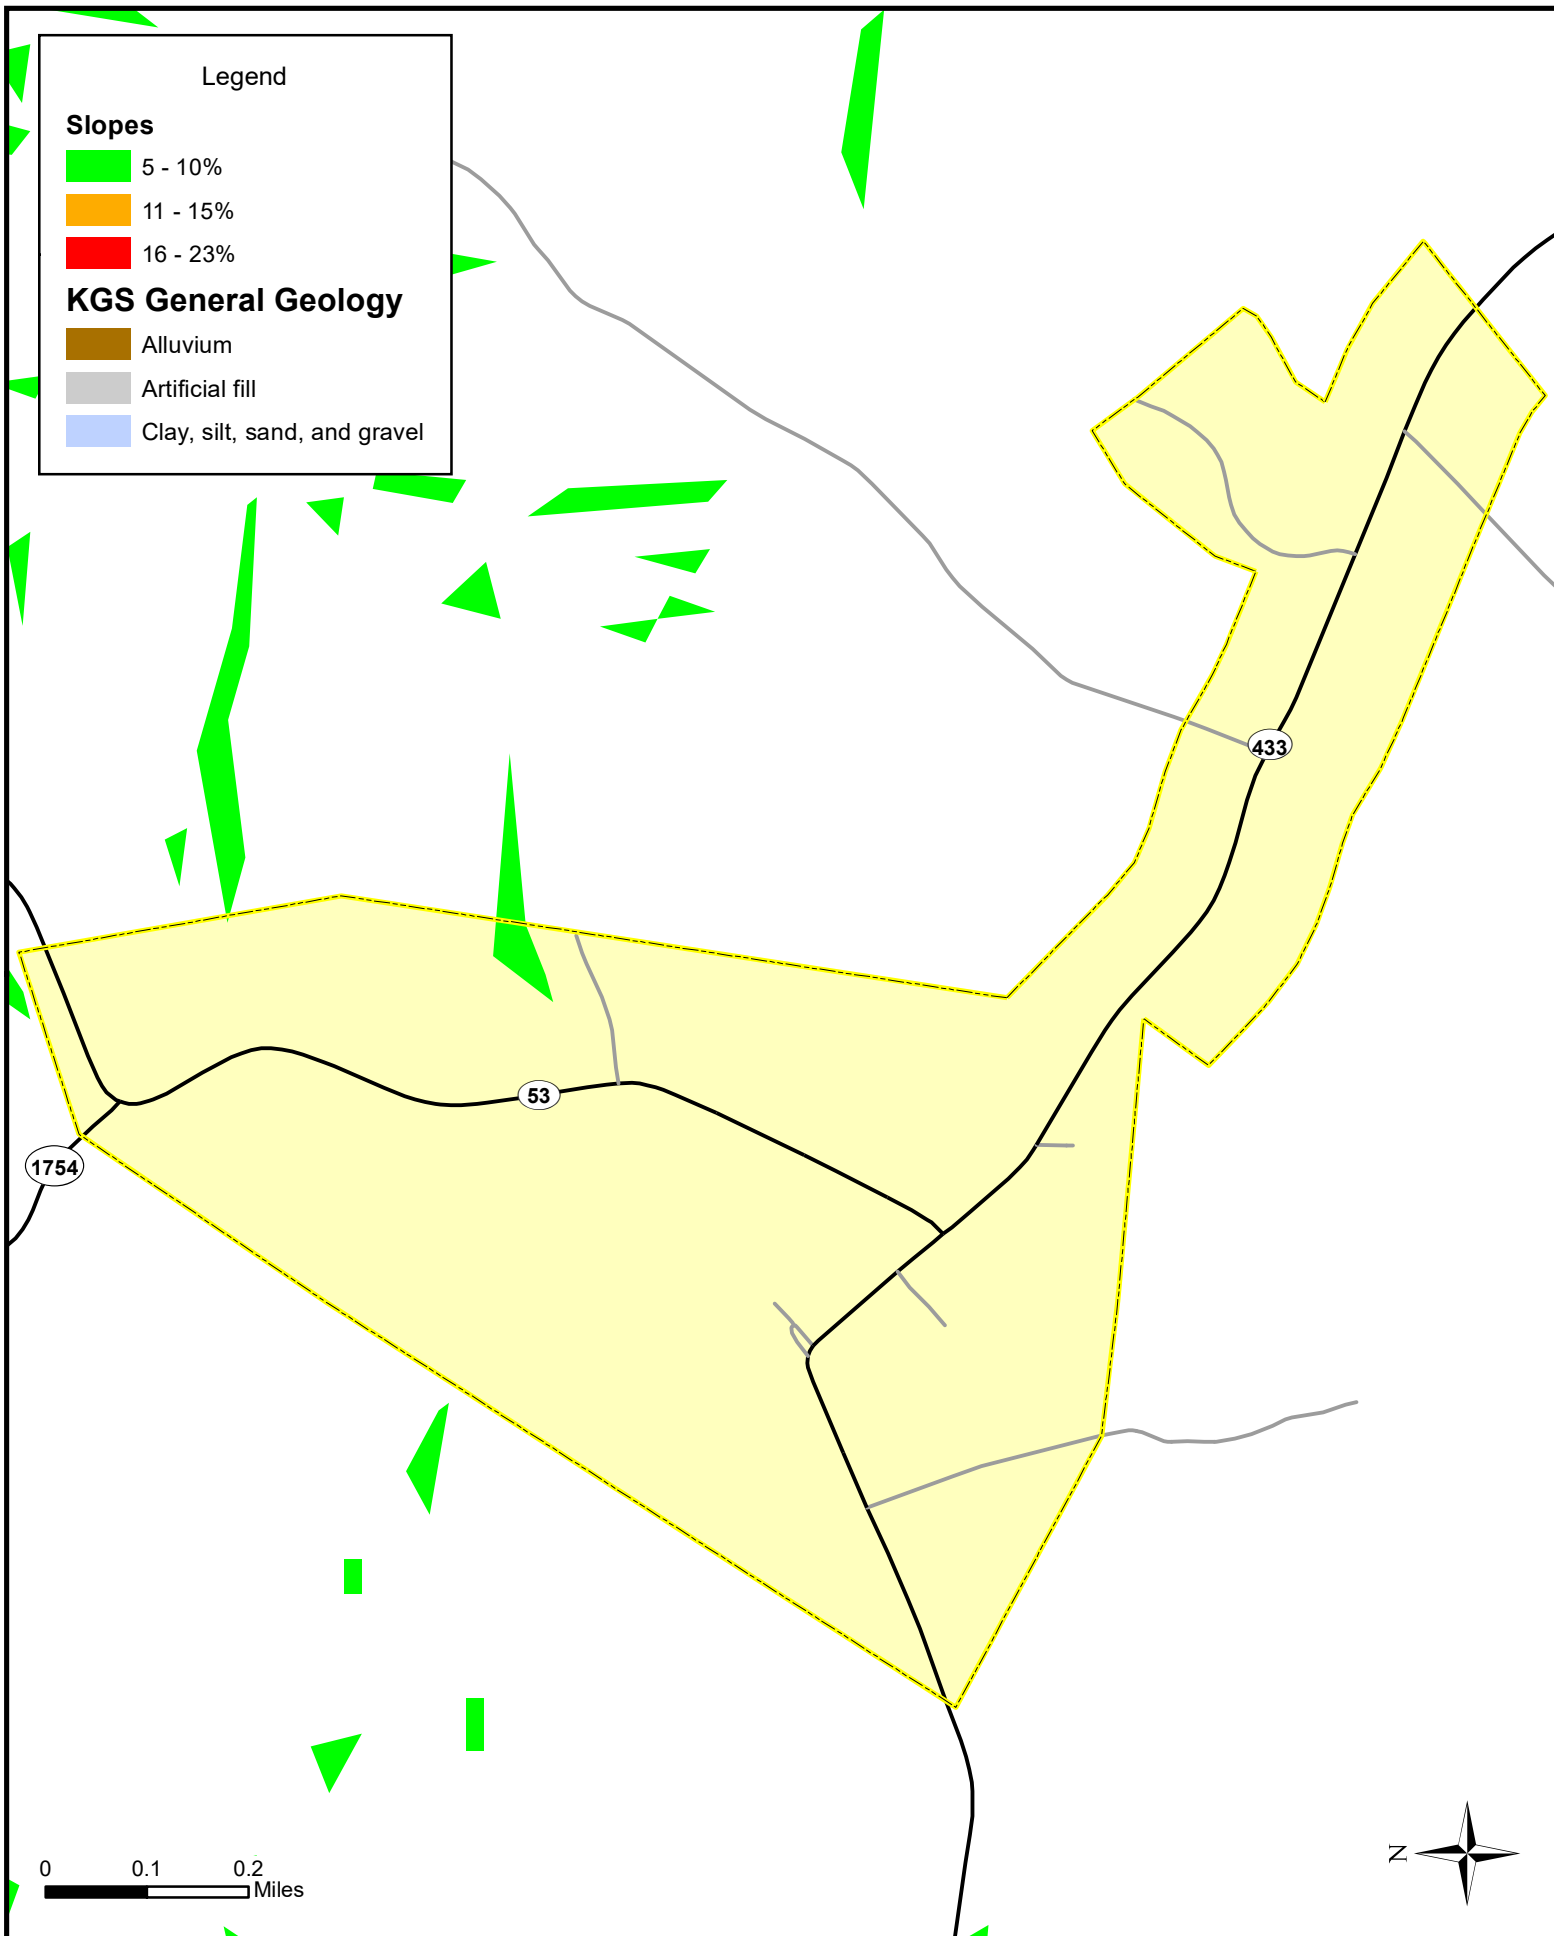 Legend
Slopes
5 - 10%
11 - 15%
16 - 23%
KGS General Geology
Alluvium
Artificial fill
Clay, silt, sand, and gravel
433
53
1754
0 0.1 0.2
Miles
N